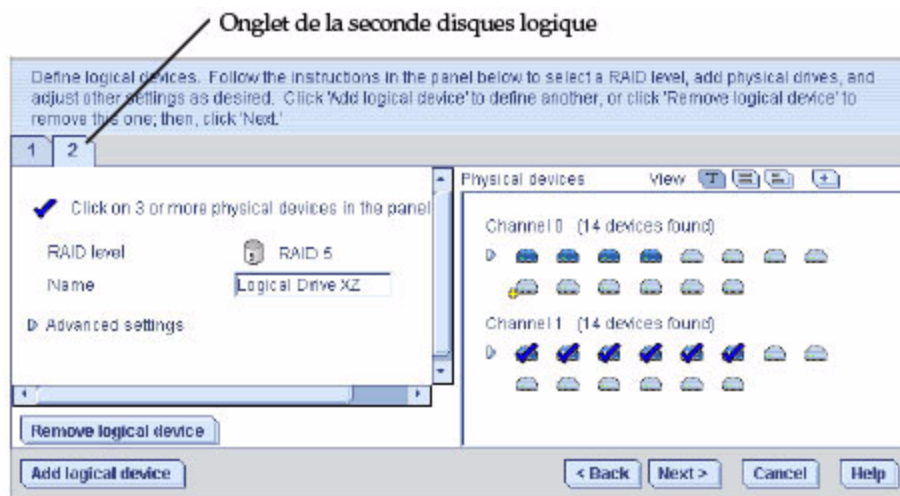 Onglet de la seconde disques logique
Define logical devices. Follow the instructions in the panel below to select a RAID level, add physical drives, and
adjust other settings as desired. Click 'Add logical device' to define another, or click 'Remove logical device' to
remove this one; then, click 'Next.'
1 2
Physical devices View T
Click on 3 or more physical devices in the panel
RAID level RAID 5
Name Logical Drive XZ
Advanced settings
Channel 0 (14 devices found)
Channel 1 (14 devices found)
Remove logical device
Add logical device < Back Next > Cancel Help